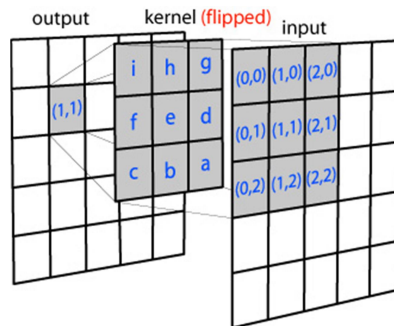 output kernel (flipped) input
i h g (0,0) (1,0) (2,0)
(1,1) f e d (0,1) (1,1) (2,1)
c b a (0,2) (1,2) (2,2)